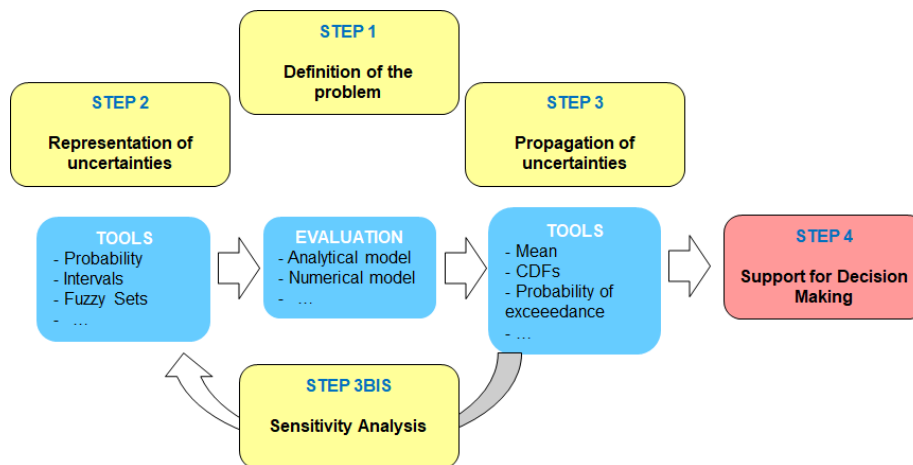 STEP 1
Definition of the
problem
STEP 2
Representation of
uncertainties
STEP 3
Propagation of
uncertainties
TOOLS
- Probability
- Intervals
- Fuzzy Sets
- ...
EVALUATION
- Analytical model
- Numerical model
- ...
TOOLS
- Mean
- CDFs
- Probability of
exceeedance
- ...
STEP 4
Support for Decision
Making
STEP 3BIS
Sensitivity Analysis